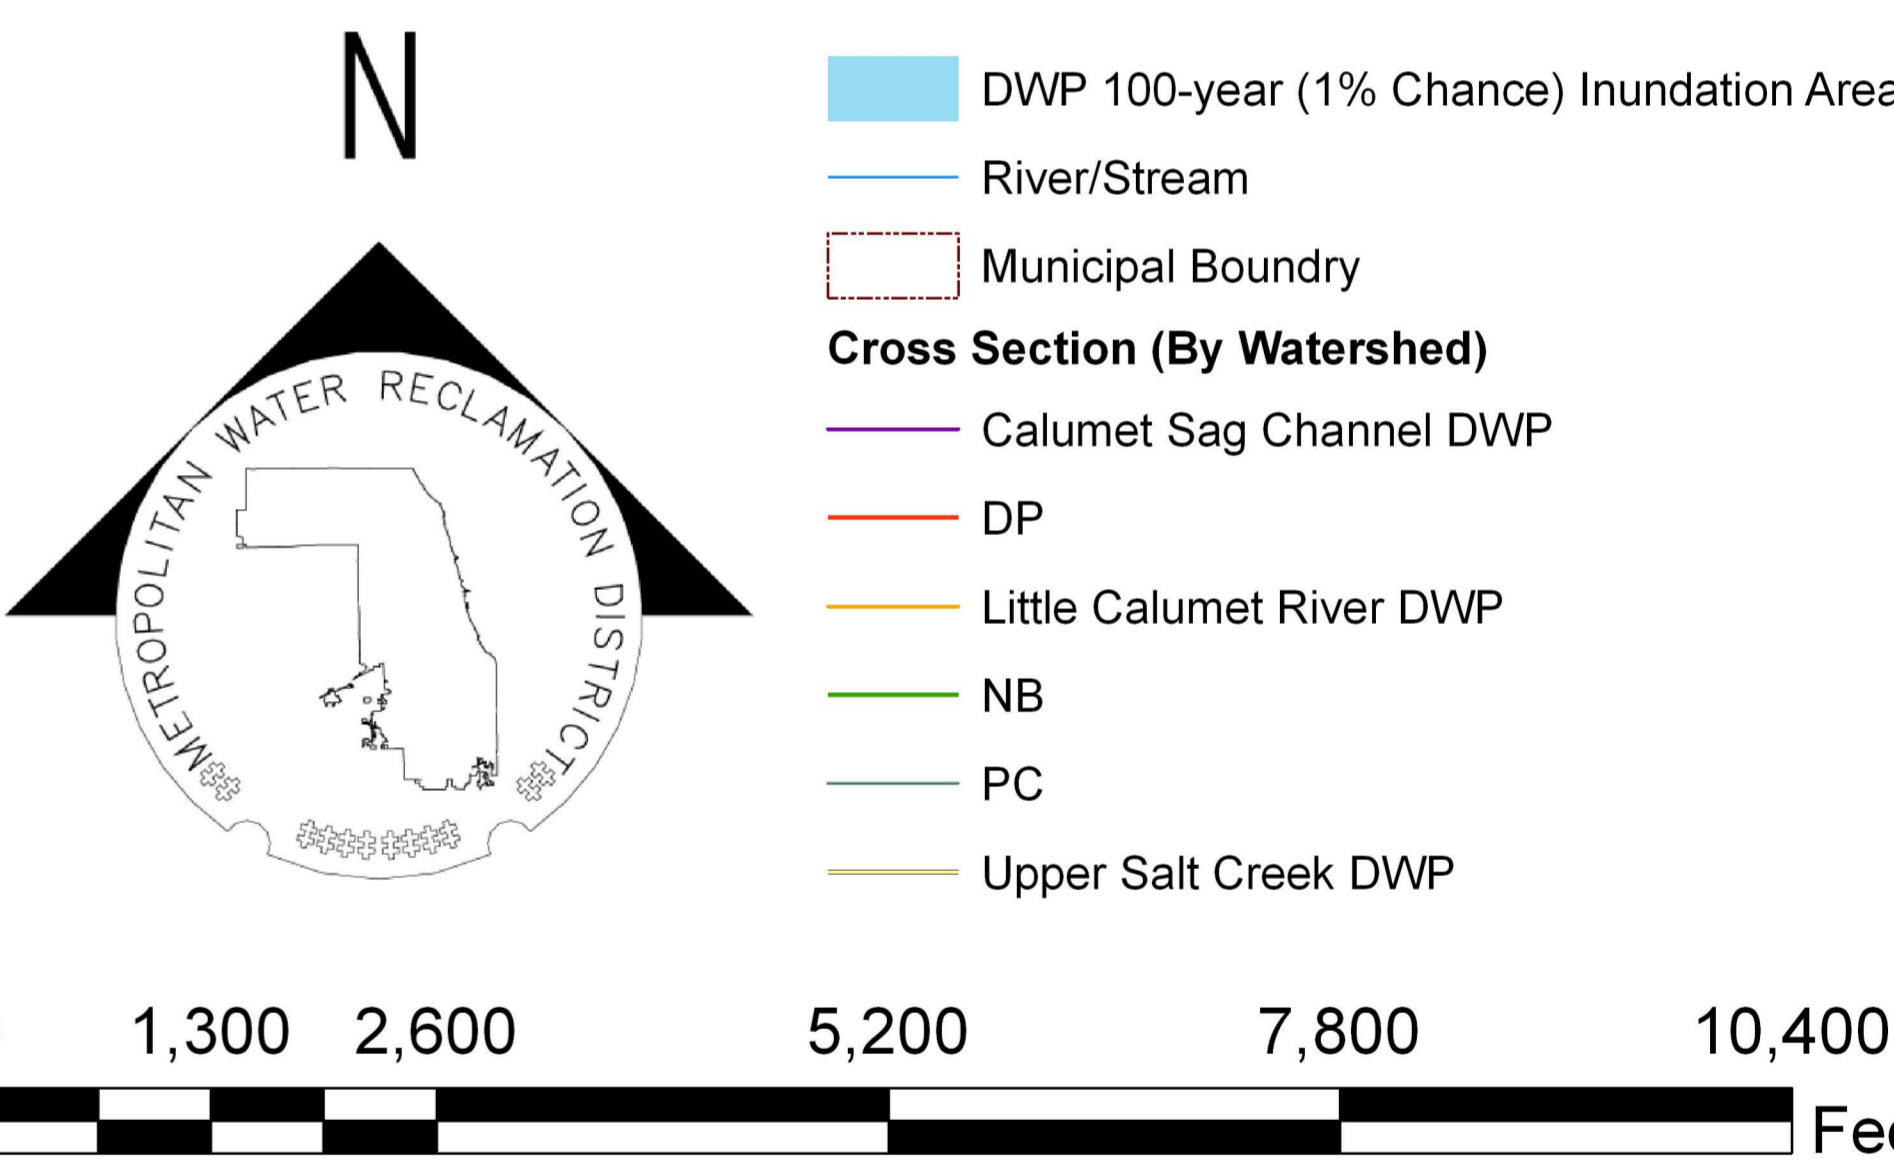 N
METROPOLITAN WATER RECLAMATION DISTRICT
DWP 100-year (1% Chance) Inundation Area
River/Stream
Municipal Boundry
Cross Section (By Watershed)
Calumet Sag Channel DWP
DP
Little Calumet River DWP
NB
PC
Upper Salt Creek DWP
1,300 2,600 5,200 7,800 10,400